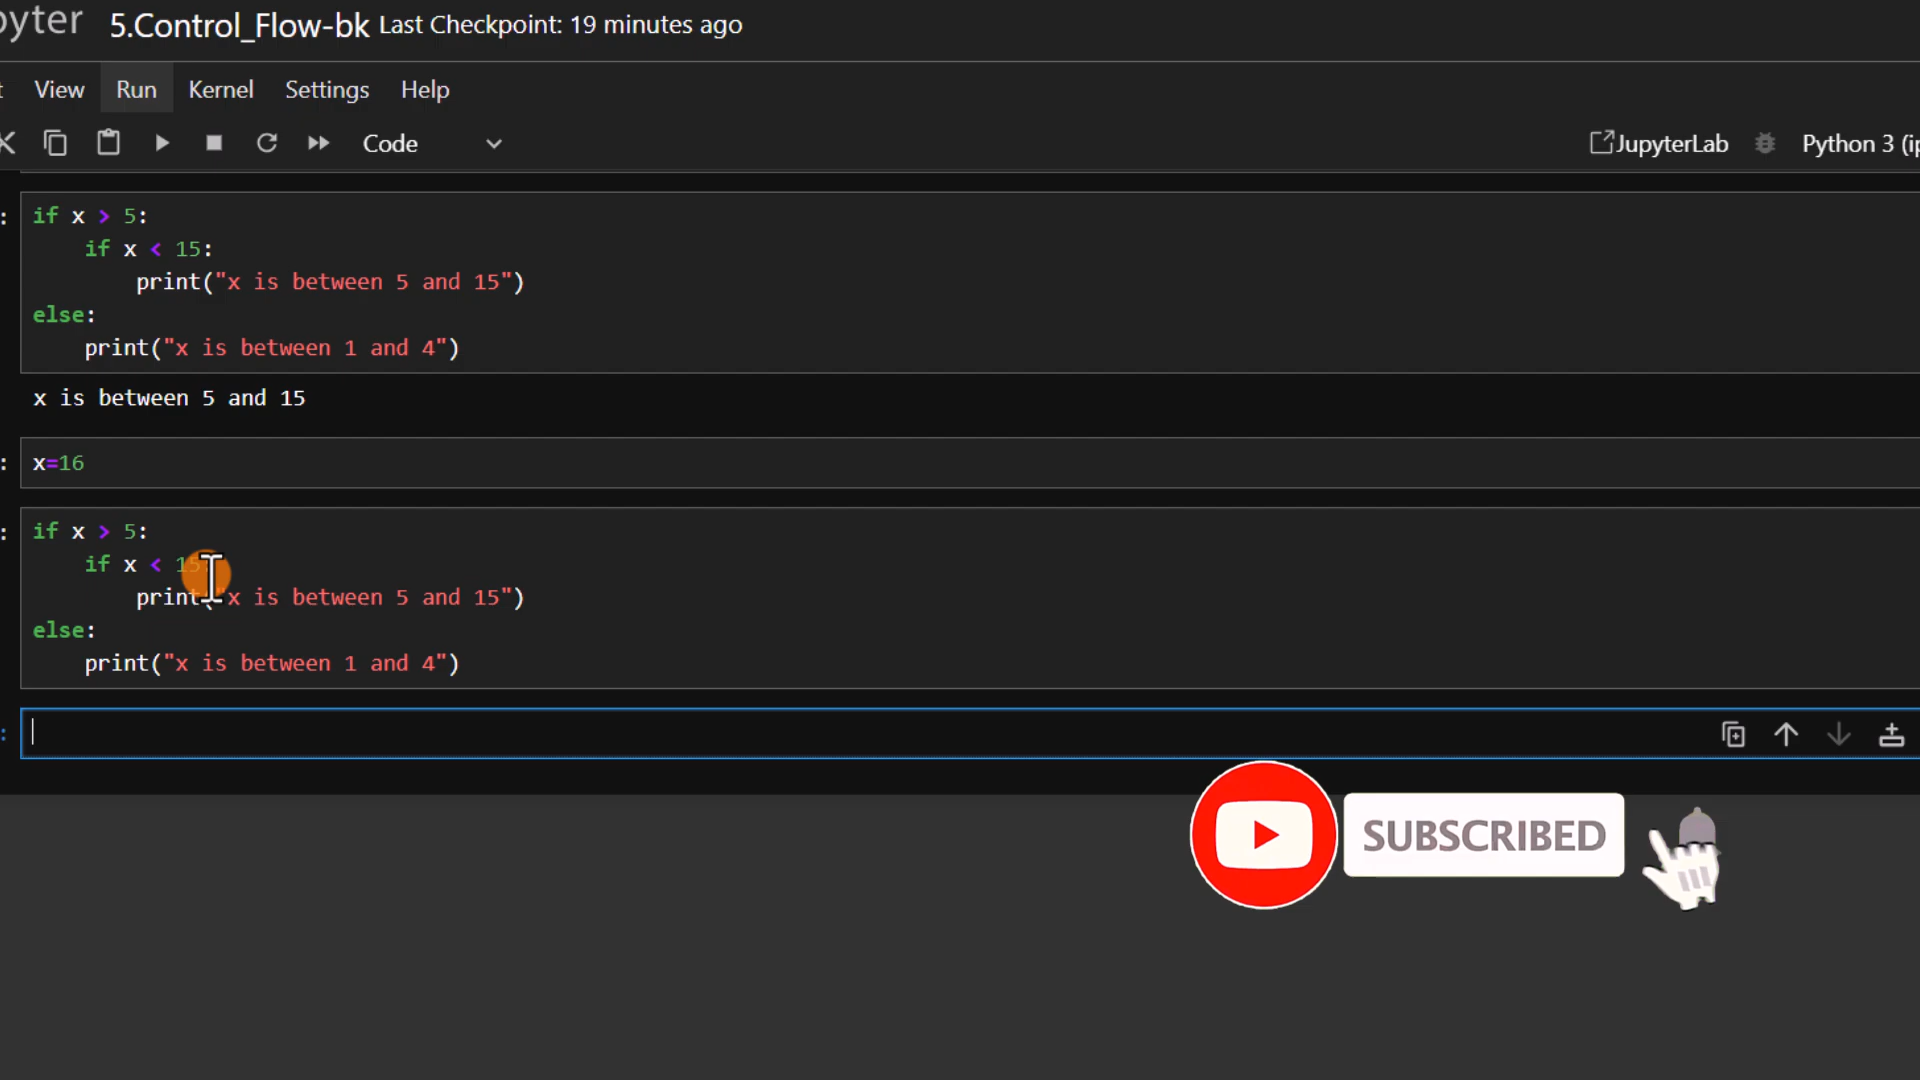 pyter 5.Control_Flow-bk Last Checkpoint: 19 minutes ago
t View Run Kernel Settings Help
Code JupyterLab Python 3 (ip
: if x > 5:
if x < 15:
print("x is between 5 and 15")
else:
print("x is between 1 and 4")
x is between 5 and 15
: x=16
: if x > 5:
if x < 15:
print("x is between 5 and 15")
else:
print("x is between 1 and 4")
:
SUBSCRIBED